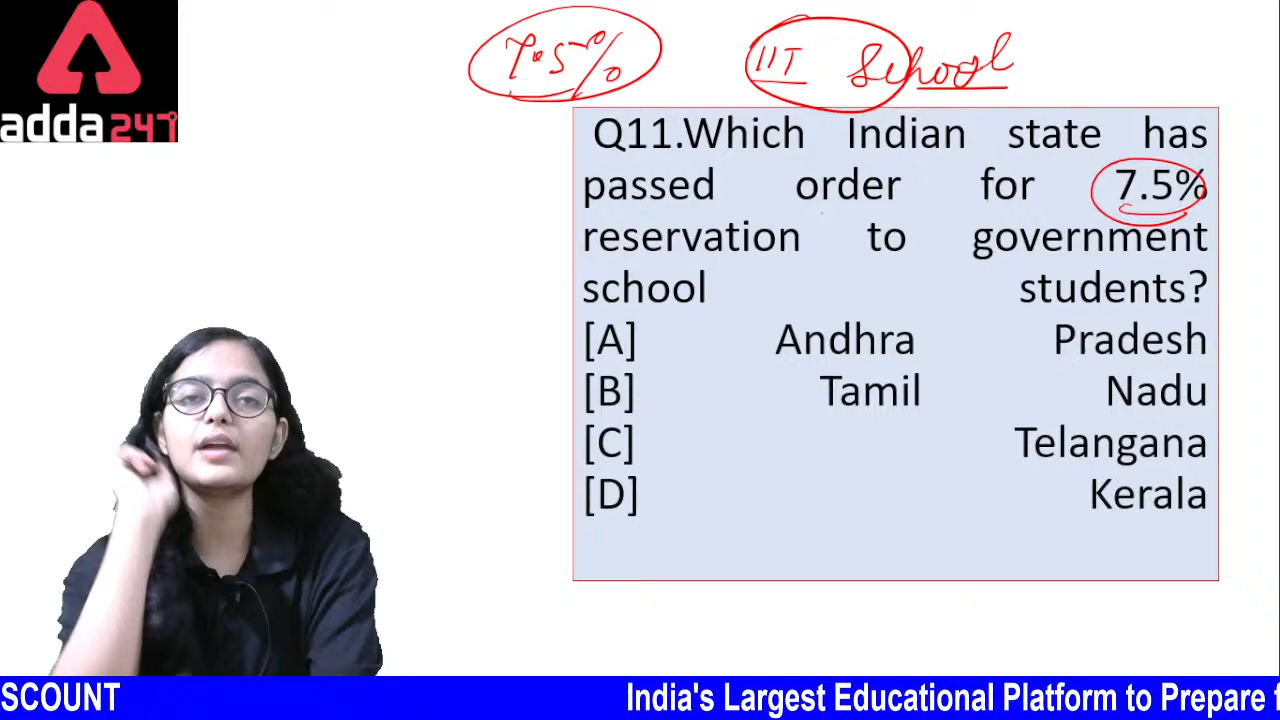 7.5%
IIT School
adda247
Q11.Which Indian state has
passed order for 7.5%
reservation to government
school students?
[A] Andhra Pradesh
[B] Tamil Nadu
[C] Telangana
[D] Kerala
SCOUNT India's Largest Educational Platform to Prepare f